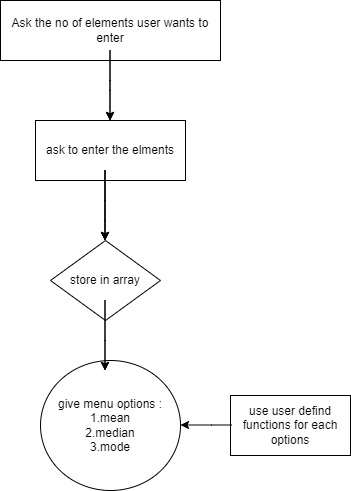 Ask the no of elements user wants to
enter
ask to enter the elments
store in array
give menu options :
1.mean
2.median
3.mode
use user defind
functions for each
options